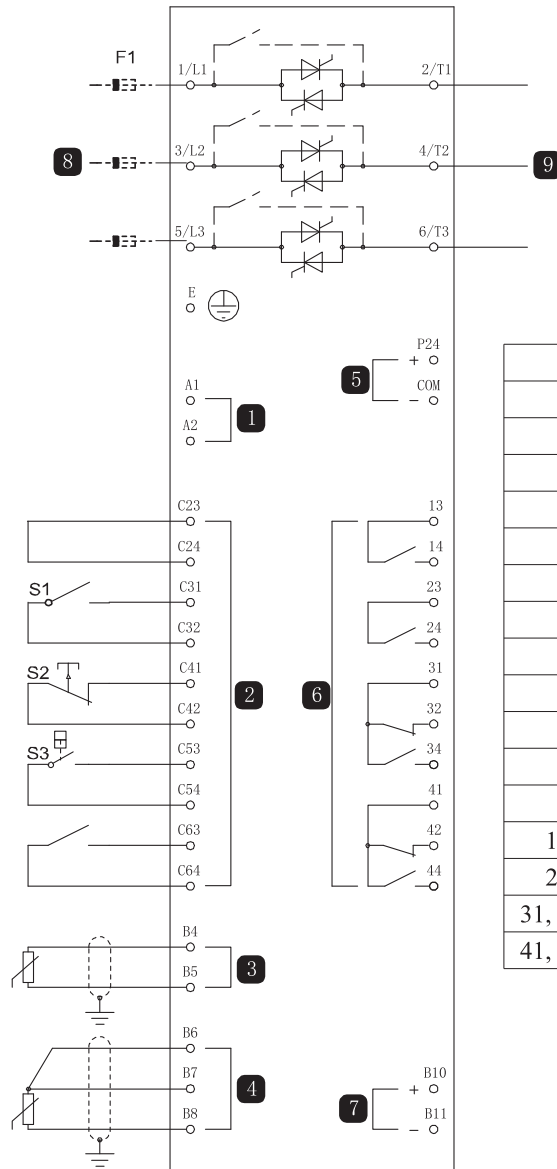 F1
1/L1
2/T1
8
3/L2
4/T2
9
5/L3
6/T3
E
P24
+
5
COM
−
A1
1
A2
C23
13
C24
14
S1
C31
23
C32
24
S2
C41
31
2
6
C42
32
S3
C53
34
C54
41
C63
42
C64
44
1
2
31,
41,
B4
3
B5
B6
B7
4
B8
B10
+
7
B11
−